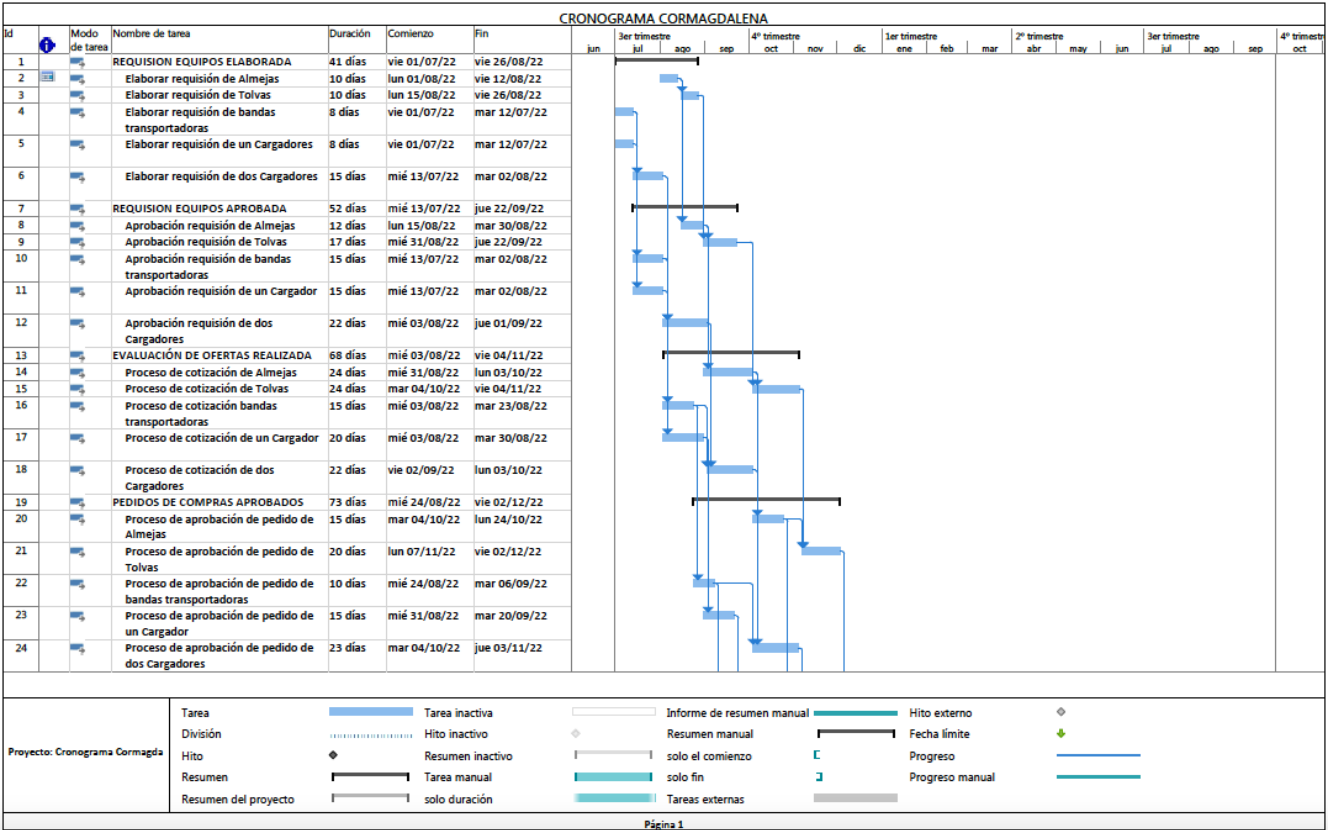 CRONOGRAMA CORMAGDALENA
Id Modo de tarea Nombre de tarea Duración Comienzo Fin
3er trimestre 4º trimestre 1er trimestre 2º trimestre 3er trimestre 4º trimestr
jun jul ago sep oct nov dic ene feb mar abr may jun jul ago sep oct
1 REQUISION EQUIPOS ELABORADA 41 días vie 01/07/22 vie 26/08/22
2 Elaborar requisión de Almejas 10 días lun 01/08/22 vie 12/08/22
3 Elaborar requisión de Tolvas 10 días lun 15/08/22 vie 26/08/22
4 Elaborar requisión de bandas 8 días vie 01/07/22 mar 12/07/22
transportadoras
5 Elaborar requisión de un Cargadores 8 días vie 01/07/22 mar 12/07/22
6 Elaborar requisión de dos Cargadores 15 días mié 13/07/22 mar 02/08/22
7 REQUISION EQUIPOS APROBADA 52 días mié 13/07/22 jue 22/09/22
8 Aprobación requisión de Almejas 12 días lun 15/08/22 mar 30/08/22
9 Aprobación requisión de Tolvas 17 días mié 31/08/22 jue 22/09/22
10 Aprobación requisión de bandas 15 días mié 13/07/22 mar 02/08/22
transportadoras
11 Aprobación requisión de un Cargador 15 días mié 13/07/22 mar 02/08/22
12 Aprobación requisión de dos 22 días mié 03/08/22 jue 01/09/22
Cargadores
13 EVALUACIÓN DE OFERTAS REALIZADA 68 días mié 03/08/22 vie 04/11/22
14 Proceso de cotización de Almejas 24 días mié 31/08/22 lun 03/10/22
15 Proceso de cotización de Tolvas 24 días mar 04/10/22 vie 04/11/22
16 Proceso de cotización bandas 15 días mié 03/08/22 mar 23/08/22
transportadoras
17 Proceso de cotización de un Cargador 20 días mié 03/08/22 mar 30/08/22
18 Proceso de cotización de dos 22 días vie 02/09/22 lun 03/10/22
Cargadores
19 PEDIDOS DE COMPRAS APROBADOS 73 días mié 24/08/22 vie 02/12/22
20 Proceso de aprobación de pedido de 15 días mar 04/10/22 lun 24/10/22
Almejas
21 Proceso de aprobación de pedido de 20 días lun 07/11/22 vie 02/12/22
Tolvas
22 Proceso de aprobación de pedido de 10 días mié 24/08/22 mar 06/09/22
bandas transportadoras
23 Proceso de aprobación de pedido de 15 días mié 31/08/22 mar 20/09/22
un Cargador
24 Proceso de aprobación de pedido de 23 días mar 04/10/22 jue 03/11/22
dos Cargadores
Proyecto: Cronograma Cormagda
Tarea Tarea inactiva Informe de resumen manual Hito externo
División Hito inactivo Resumen manual Fecha límite
Hito Resumen inactivo solo el comienzo Progreso
Resumen Tarea manual solo fin Progreso manual
Resumen del proyecto solo duración Tareas externas
Página 1